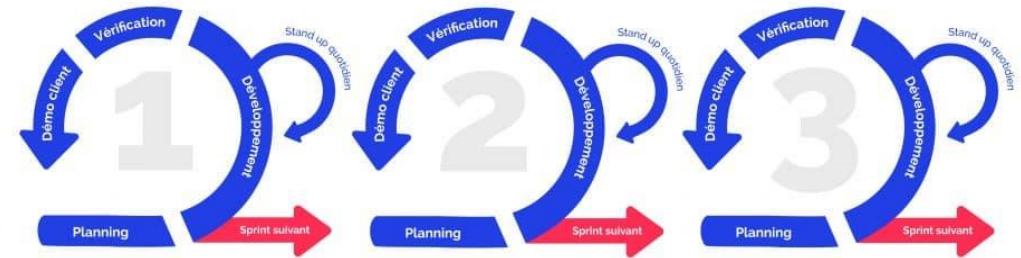 Vérification
Stand up quotidien
Démo client
1
Développement
Planning
Sprint suivant
Vérification
Stand up quotidien
Démo client
2
Développement
Planning
Sprint suivant
Vérification
Stand up quotidien
Démo client
3
Développement
Planning
Sprint suivant